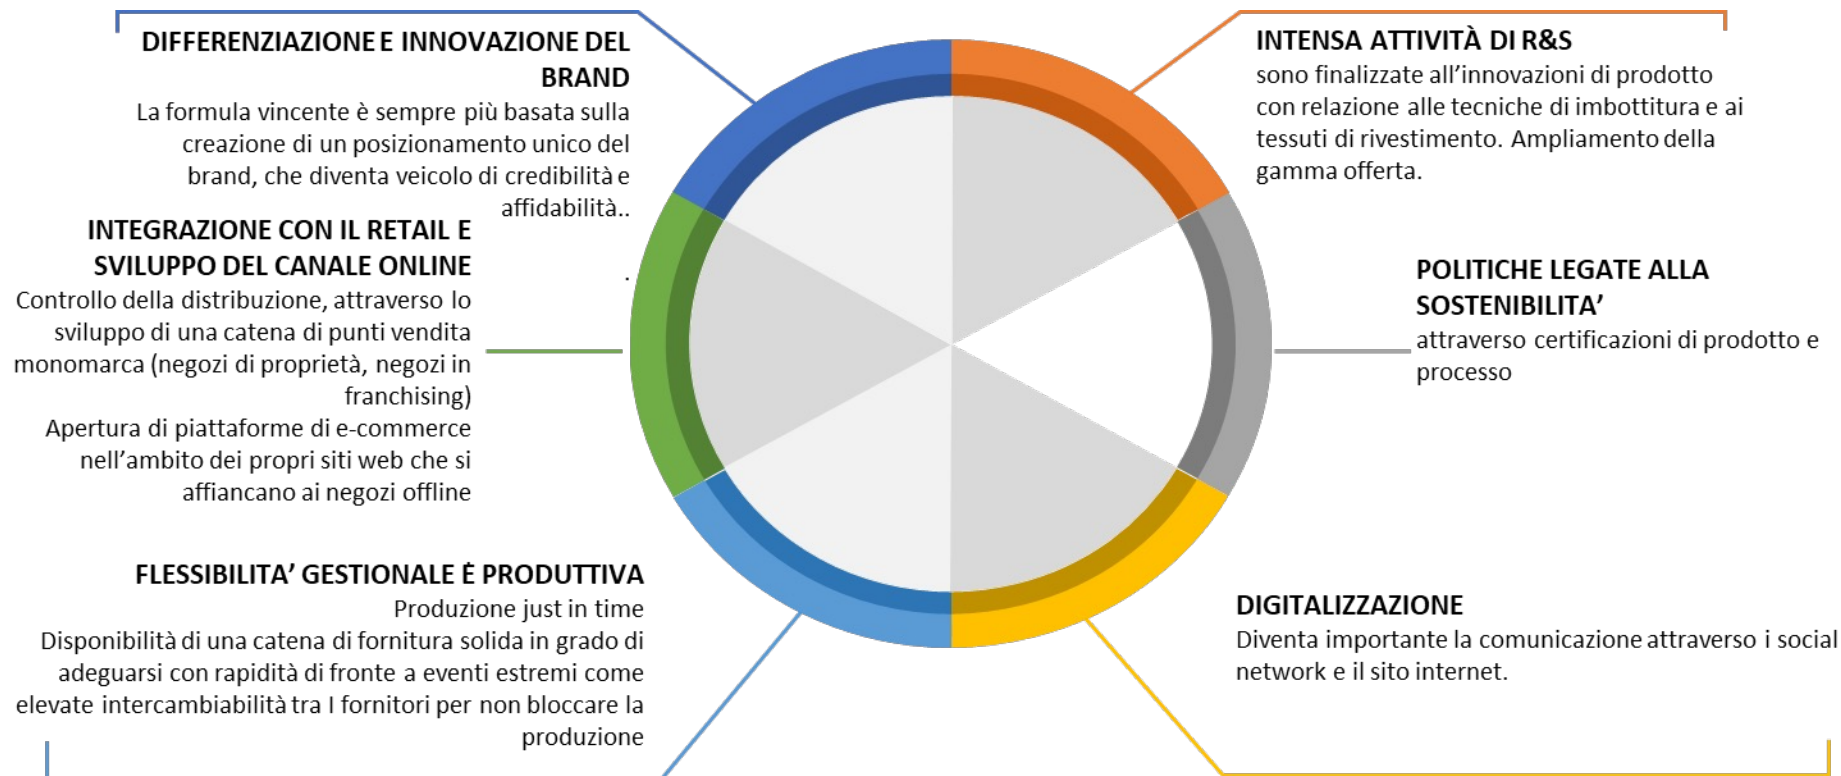 DIFFERENZIAZIONE E INNOVAZIONE DEL
BRAND
La formula vincente è sempre più basata sulla
creazione di un posizionamento unico del
brand, che diventa veicolo di credibilità e
affidabilità..
.
INTEGRAZIONE CON IL RETAIL E
SVILUPPO DEL CANALE ONLINE
Controllo della distribuzione, attraverso lo
sviluppo di una catena di punti vendita
monomarca (negozi di proprietà, negozi in
franchising)
Apertura di piattaforme di e-commerce
nell’ambito dei propri siti web che si
affiancano ai negozi offline
FLESSIBILITA’ GESTIONALE Ė PRODUTTIVA
Produzione just in time
Disponibilità di una catena di fornitura solida in grado di
adeguarsi con rapidità di fronte a eventi estremi come
elevate intercambiabilità tra I fornitori per non bloccare la
produzione
INTENSA ATTIVITÀ DI R&S
sono finalizzate all’innovazioni di prodotto
con relazione alle tecniche di imbottitura e ai
tessuti di rivestimento. Ampliamento della
gamma offerta.
POLITICHE LEGATE ALLA
SOSTENIBILITA’
attraverso certificazioni di prodotto e
processo
DIGITALIZZAZIONE
Diventa importante la comunicazione attraverso i social
network e il sito internet.